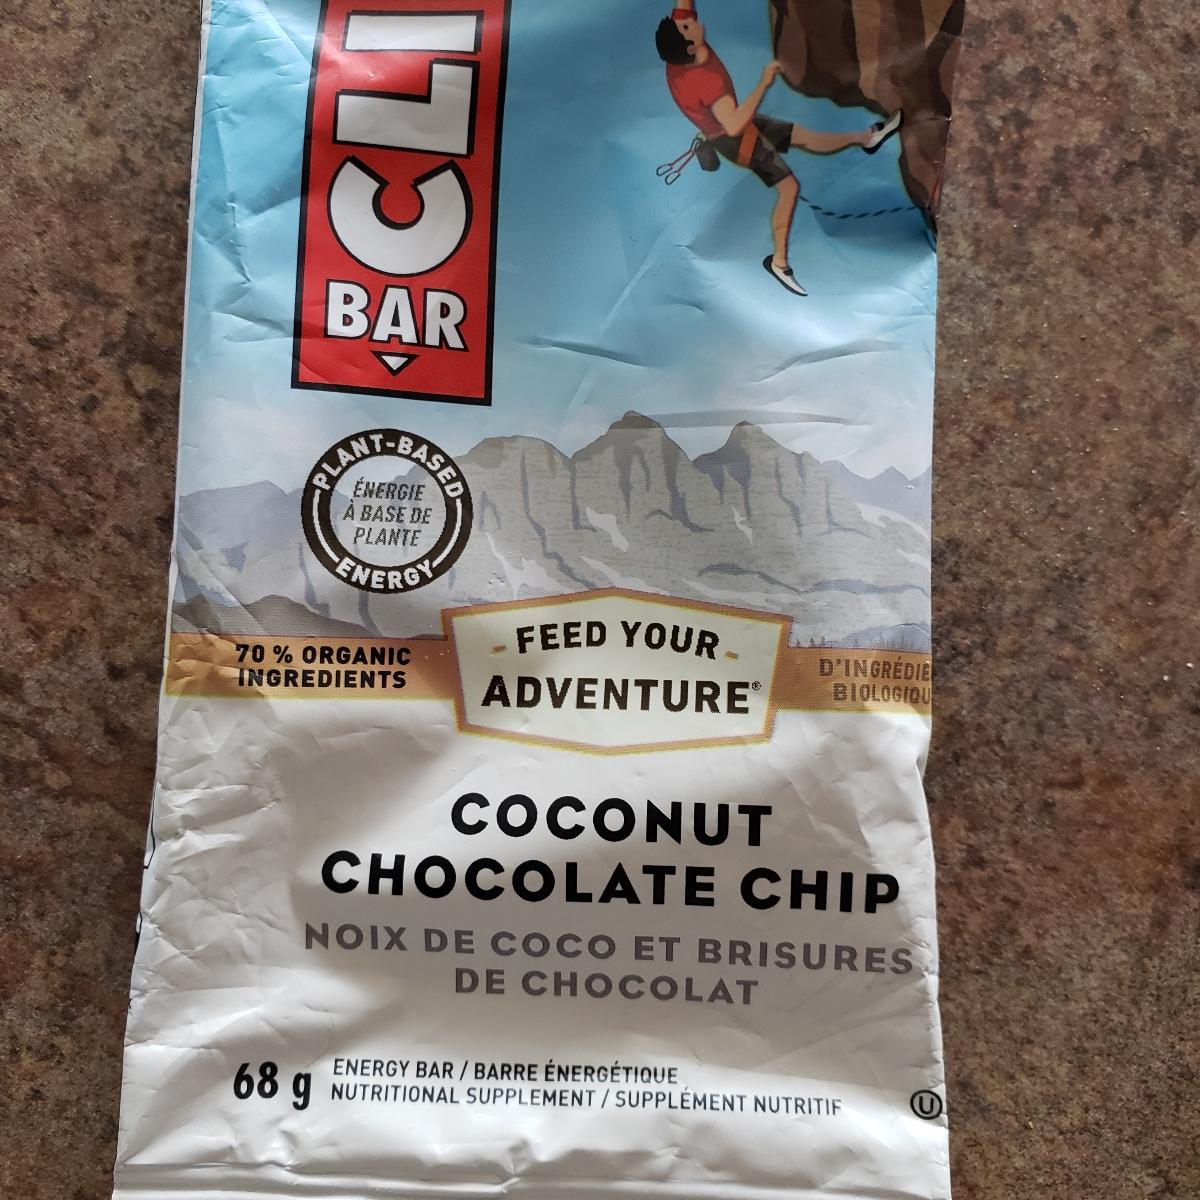 CLI
BAR
PLANT-BASED
ÉNERGIE
À BASE DE
PLANTE
ENERGY
70 % ORGANIC
INGREDIENTS
FEED YOUR
ADVENTURE®
D'INGRÉDIE
BIOLOGIQU
COCONUT
CHOCOLATE CHIP
NOIX DE COCO ET BRISURES
DE CHOCOLAT
68 g
ENERGY BAR / BARRE ÉNERGÉTIQUE
NUTRITIONAL SUPPLEMENT / SUPPLÉMENT NUTRITIF
U